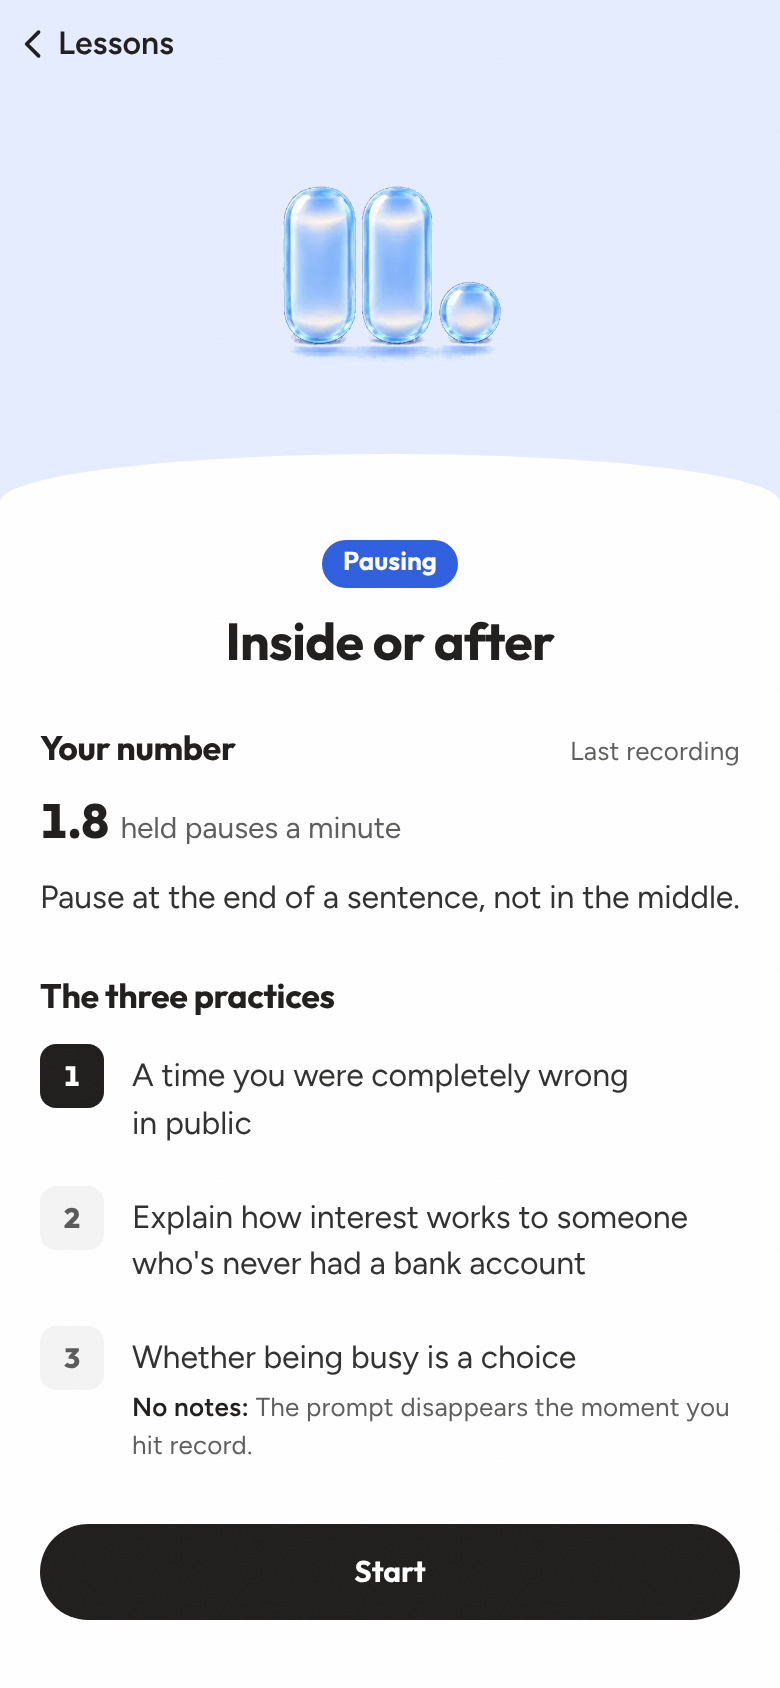 Lessons
Pausing
Inside or after
Your number
Last recording
1.8 held pauses a minute
Pause at the end of a sentence, not in the middle.
The three practices
1
A time you were completely wrong
in public
2
Explain how interest works to someone
who's never had a bank account
3
Whether being busy is a choice
No notes: The prompt disappears the moment you
hit record.
Start